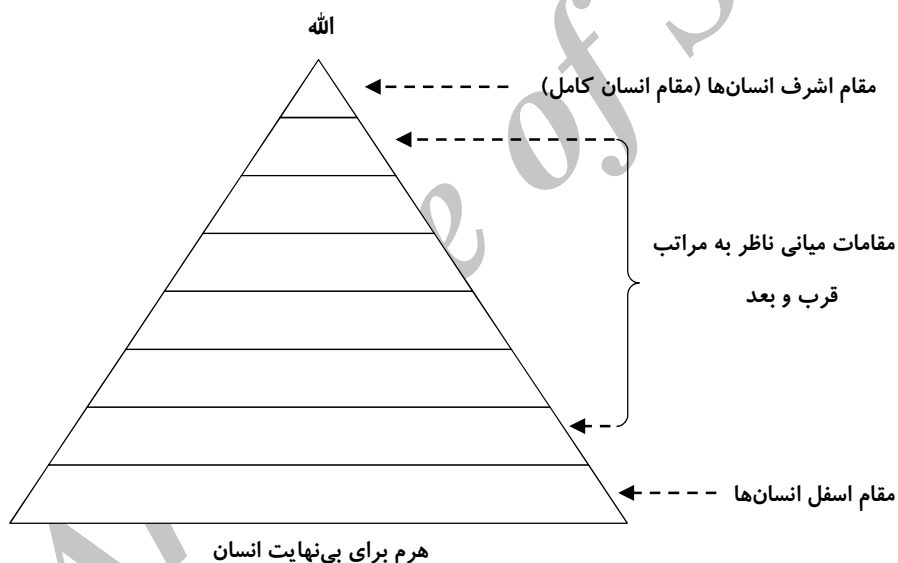 الله
مقام اشرف انسان‌ها (مقام انسان کامل)
مقامات میانی ناظر به مراتب
قرب و بعد
مقام اسفل انسان‌ها
هرم برای بی‌نهایت انسان
of S